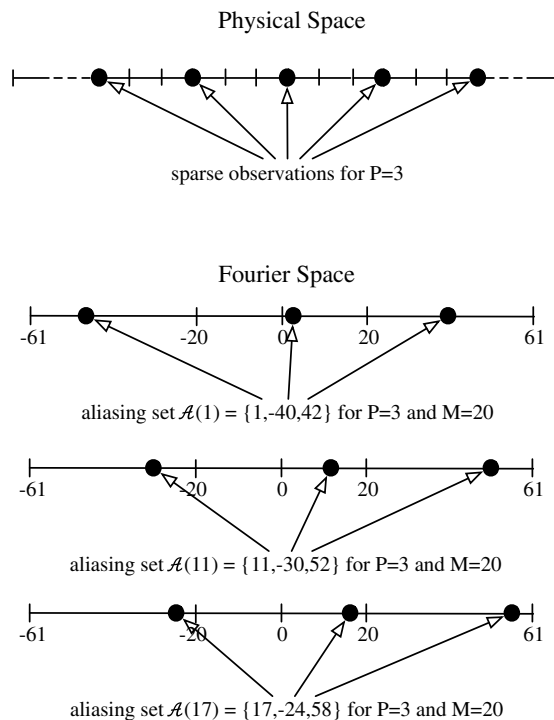 Physical Space
sparse observations for P=3
Fourier Space
-61 -20 0 20 61
aliasing set 𝒜(1) = {1,-40,42} for P=3 and M=20
-61 -20 0 20 61
aliasing set 𝒜(11) = {11,-30,52} for P=3 and M=20
-61 -20 0 20 61
aliasing set 𝒜(17) = {17,-24,58} for P=3 and M=20